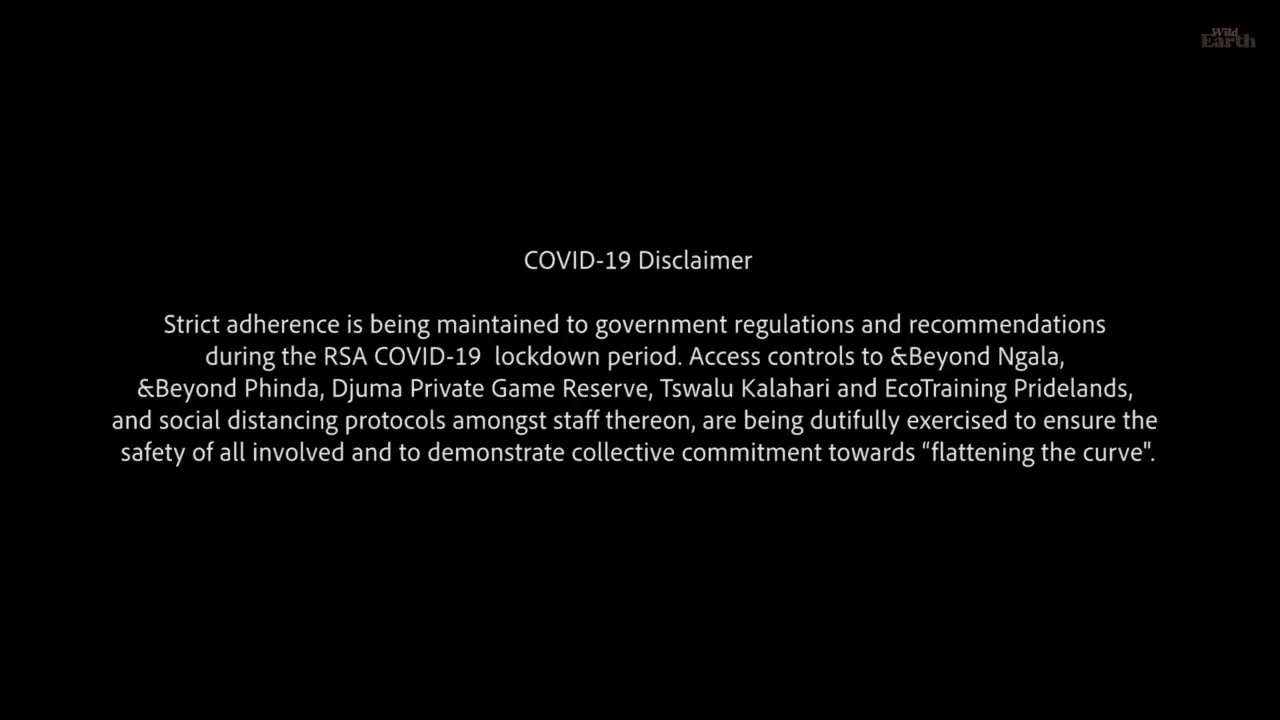 Wild
Earth
COVID-19 Disclaimer
Strict adherence is being maintained to government regulations and recommendations
during the RSA COVID-19 lockdown period. Access controls to &Beyond Ngala,
&Beyond Phinda, Djuma Private Game Reserve, Tswalu Kalahari and EcoTraining Pridelands,
and social distancing protocols amongst staff thereon, are being dutifully exercised to ensure the
safety of all involved and to demonstrate collective commitment towards “flattening the curve".